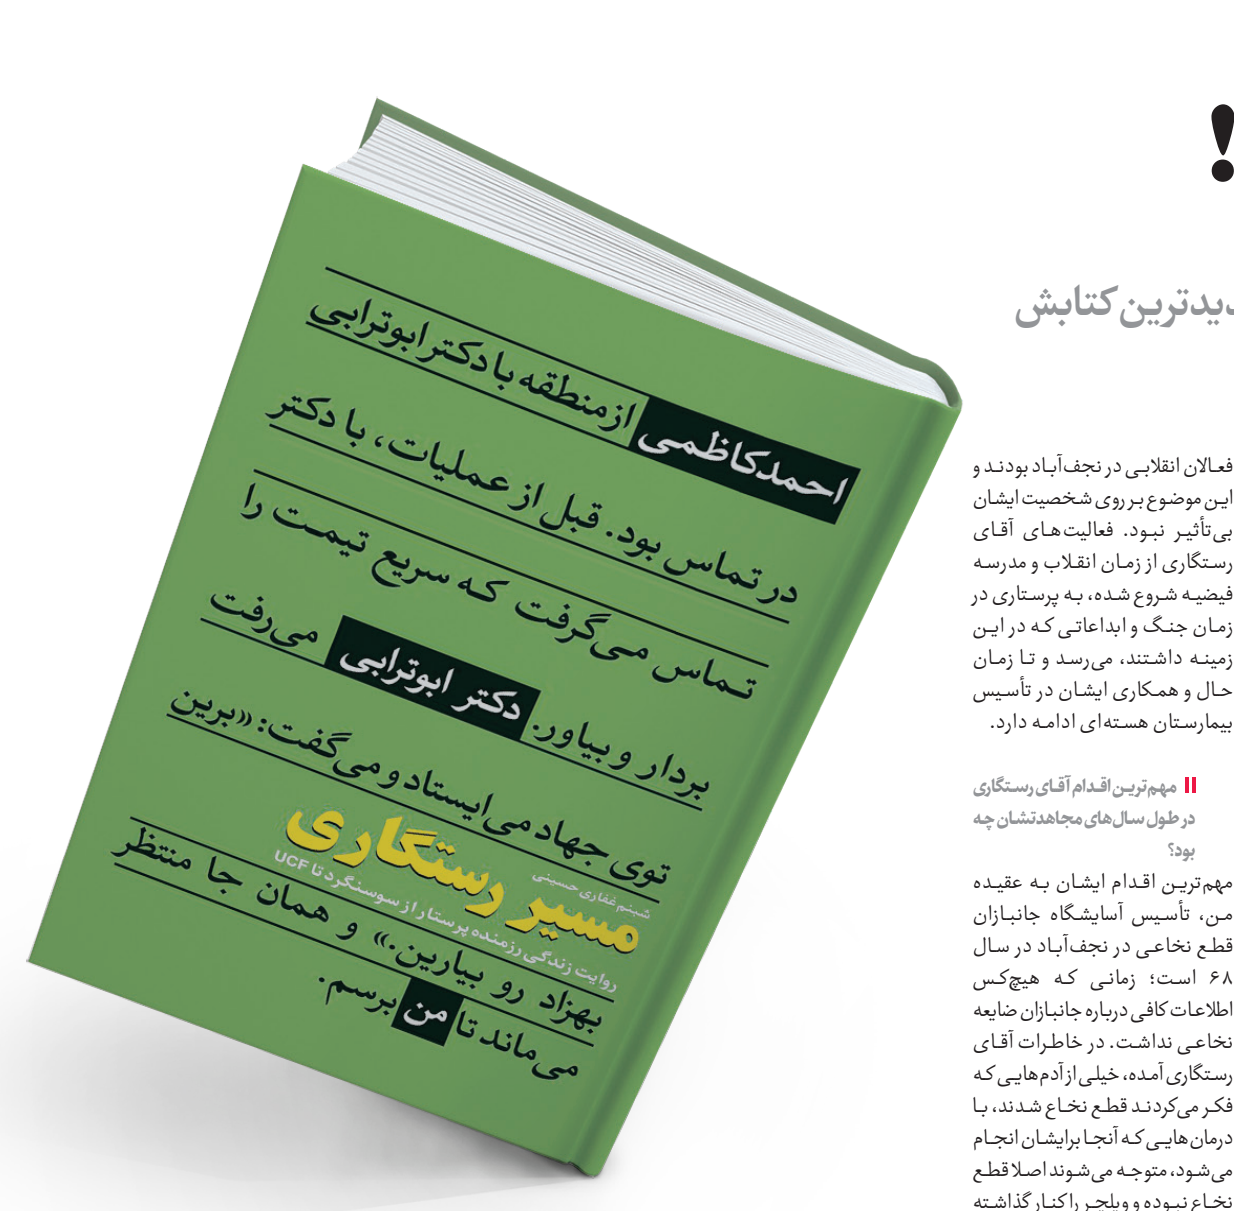 !
دیدترین کتابش
فعالان انقلابی در نجف‌آباد بودند و
این موضوع بر روی شخصیت ایشان
بی‌تأثیر نبود. فعالیت‌های آقای
رستگاری از زمان انقلاب و مدرسه
فیضیه شروع شده، به پرستاری در
زمان جنگ و ابداعاتی که در این
زمینه داشتند، می‌رسد و تا زمان
حال و همکاری ایشان در تأسیس
بیمارستان هسته‌ای ادامه دارد.
مهم‌ترین اقدام آقای رستگاری
در طول سال‌های مجاهدتشان چه
بود؟
مهم‌ترین اقدام ایشان به عقیده
من، تأسیس آسایشگاه جانبازان
قطع نخاعی در نجف‌آباد در سال
۶۸ است؛ زمانی که هیچ‌کس
اطلاعات کافی درباره جانبازان ضایعه
نخاعی نداشت. در خاطرات آقای
رستگاری آمده، خیلی از آدم‌هایی که
فکر می‌کردند قطع نخاع شدند، با
درمان‌هایی که آنجا برایشان انجام
می‌شود، متوجه می‌شوند اصلا قطع
نخاع نبوده و ویلچر را کنار گذاشته
احمد کاظمی از منطقه با دکتر ابوترابی
در تماس بود. قبل از عملیات، با دکتر
تماس می‌گرفت که سریع تیمت را
بردار و بیاور. دکتر ابوترابی می‌رفت
توی جهاد می‌ایستاد و می‌گفت: «برین
شبنم غفاری حسینی
مسیر رستگاری
روایت زندگی رزمنده پرستار از سوسنگرد تا UCF
بهزاد رو بیارین.» و همان جا منتظر
می‌ماند تا من برسم.